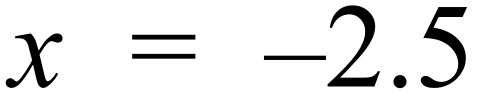 x = –2.5